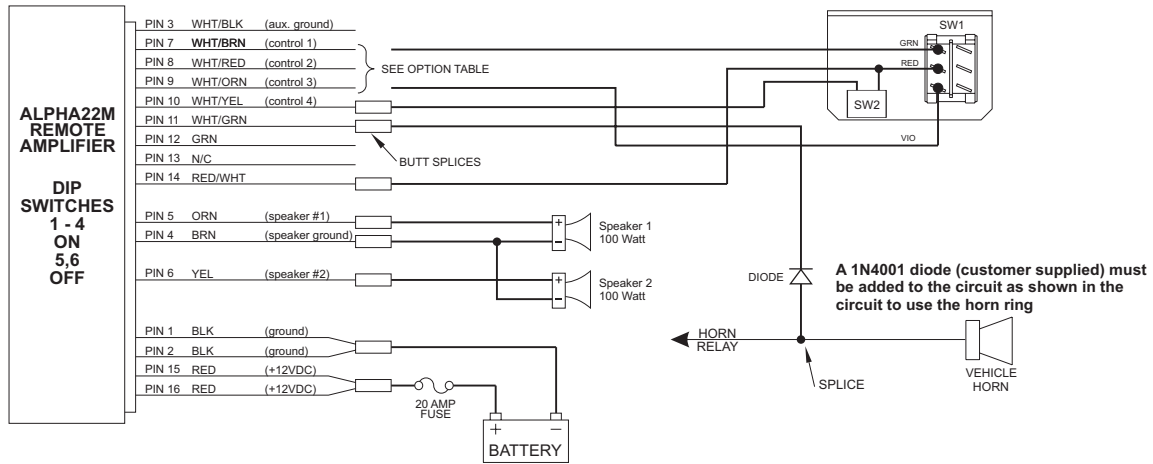 ALPHA22M
REMOTE
AMPLIFIER
DIP
SWITCHES
1 - 4
ON
5,6
OFF
PIN 3 WHT/BLK (aux. ground)
PIN 7 WHT/BRN (control 1)
PIN 8 WHT/RED (control 2)
PIN 9 WHT/ORN (control 3)
PIN 10 WHT/YEL (control 4)
PIN 11 WHT/GRN
PIN 12 GRN
PIN 13 N/C
PIN 14 RED/WHT
SEE OPTION TABLE
BUTT SPLICES
PIN 5 ORN (speaker #1)
PIN 4 BRN (speaker ground)
PIN 6 YEL (speaker #2)
PIN 1 BLK (ground)
PIN 2 BLK (ground)
PIN 15 RED (+12VDC)
PIN 16 RED (+12VDC)
20 AMP
FUSE
+ −
BATTERY
+
−
Speaker 1
100 Watt
+
−
Speaker 2
100 Watt
SW1
GRN
RED
SW2
VIO
DIODE
A 1N4001 diode (customer supplied) must
be added to the circuit as shown in the
circuit to use the horn ring
HORN
RELAY
SPLICE
VEHICLE
HORN